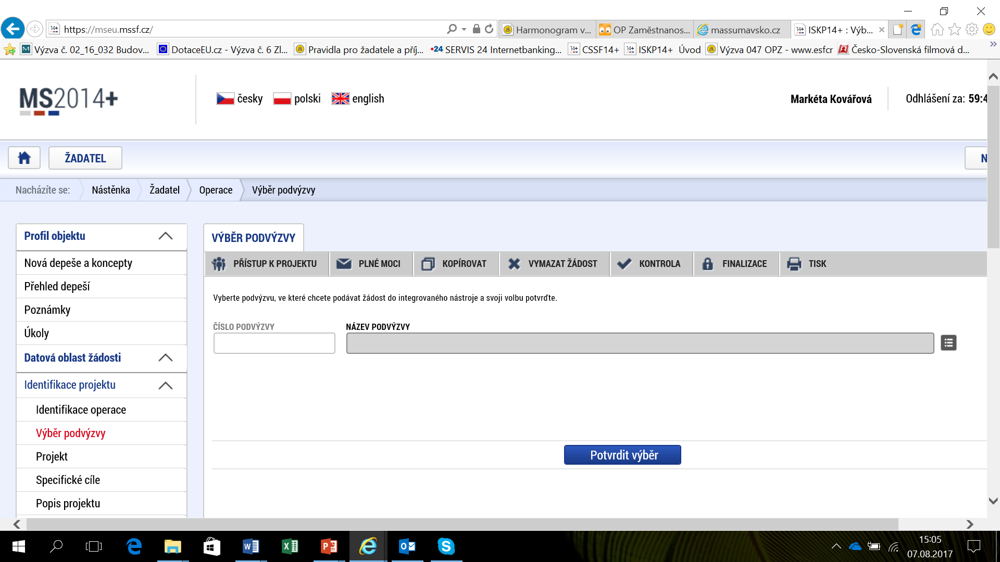 https://mseu.mssf.cz/
Harmonogram v...
OP Zaměstnanos...
massumavsko.cz
ISKP14+ : Výb...
Výzva č. 02_16_032 Budov...
DotaceEU.cz - Výzva č. 6 Zl...
Pravidla pro žadatele a příj...
SERVIS 24 Internetbanking...
CSSF14+
ISKP14+ Úvod
Výzva 047 OPZ - www.esfcr
Česko-Slovenská filmová d...
MS2014+
česky
polski
english
Markéta Kovářová
Odhlášení za: 59:4
ŽADATEL
N
Nacházíte se:
Nástěnka
Žadatel
Operace
Výběr podvýzvy
Profil objektu
Nová depeše a koncepty
Přehled depeší
Poznámky
Úkoly
Datová oblast žádosti
Identifikace projektu
Identifikace operace
Výběr podvýzvy
Projekt
Specifické cíle
Popis projektu
VÝBĚR PODVÝZVY
PŘÍSTUP K PROJEKTU
PLNÉ MOCI
KOPÍROVAT
VYMAZAT ŽÁDOST
KONTROLA
FINALIZACE
TISK
Vyberte podvýzvu, ve které chcete podávat žádost do integrovaného nástroje a svoji volbu potvrďte.
ČÍSLO PODVÝZVY
NÁZEV PODVÝZVY
Potvrdit výběr
15:05
07.08.2017